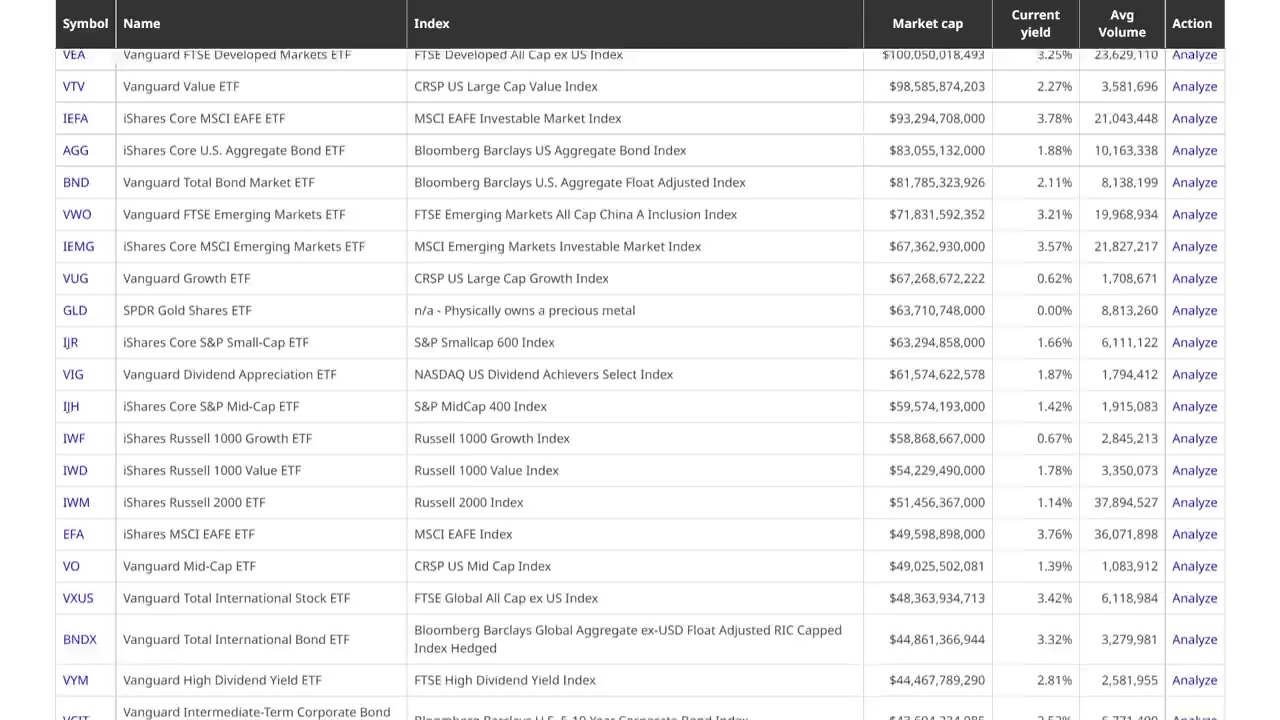 Symbol Name Index Market cap Current yield Avg Volume Action
VEA Vanguard FTSE Developed Markets ETF FTSE Developed All Cap ex US Index $100,050,018,493 3.25% 23,629,110 Analyze
VTV Vanguard Value ETF CRSP US Large Cap Value Index $98,585,874,203 2.27% 3,581,696 Analyze
IEFA iShares Core MSCI EAFE ETF MSCI EAFE Investable Market Index $93,294,708,000 3.78% 21,043,448 Analyze
AGG iShares Core U.S. Aggregate Bond ETF Bloomberg Barclays US Aggregate Bond Index $83,055,132,000 1.88% 10,163,338 Analyze
BND Vanguard Total Bond Market ETF Bloomberg Barclays U.S. Aggregate Float Adjusted Index $81,785,323,926 2.11% 8,138,199 Analyze
VWO Vanguard FTSE Emerging Markets ETF FTSE Emerging Markets All Cap China A Inclusion Index $71,831,592,352 3.21% 19,968,934 Analyze
IEMG iShares Core MSCI Emerging Markets ETF MSCI Emerging Markets Investable Market Index $67,362,930,000 3.57% 21,827,217 Analyze
VUG Vanguard Growth ETF CRSP US Large Cap Growth Index $67,268,672,222 0.62% 1,708,671 Analyze
GLD SPDR Gold Shares ETF n/a - Physically owns a precious metal $63,710,748,000 0.00% 8,813,260 Analyze
IJR iShares Core S&P Small-Cap ETF S&P Smallcap 600 Index $63,294,858,000 1.66% 6,111,122 Analyze
VIG Vanguard Dividend Appreciation ETF NASDAQ US Dividend Achievers Select Index $61,574,622,578 1.87% 1,794,412 Analyze
IJH iShares Core S&P Mid-Cap ETF S&P MidCap 400 Index $59,574,193,000 1.42% 1,915,083 Analyze
IWF iShares Russell 1000 Growth ETF Russell 1000 Growth Index $58,868,667,000 0.67% 2,845,213 Analyze
IWD iShares Russell 1000 Value ETF Russell 1000 Value Index $54,229,490,000 1.78% 3,350,073 Analyze
IWM iShares Russell 2000 ETF Russell 2000 Index $51,456,367,000 1.14% 37,894,527 Analyze
EFA iShares MSCI EAFE ETF MSCI EAFE Index $49,598,898,000 3.76% 36,071,898 Analyze
VO Vanguard Mid-Cap ETF CRSP US Mid Cap Index $49,025,502,081 1.39% 1,083,912 Analyze
VXUS Vanguard Total International Stock ETF FTSE Global All Cap ex US Index $48,363,934,713 3.42% 6,118,984 Analyze
BNDX Vanguard Total International Bond ETF Bloomberg Barclays Global Aggregate ex-USD Float Adjusted RIC Capped
Index Hedged $44,861,366,944 3.32% 3,279,981 Analyze
VYM Vanguard High Dividend Yield ETF FTSE High Dividend Yield Index $44,467,789,290 2.81% 2,581,955 Analyze
Vanguard Intermediate-Term Corporate Bond